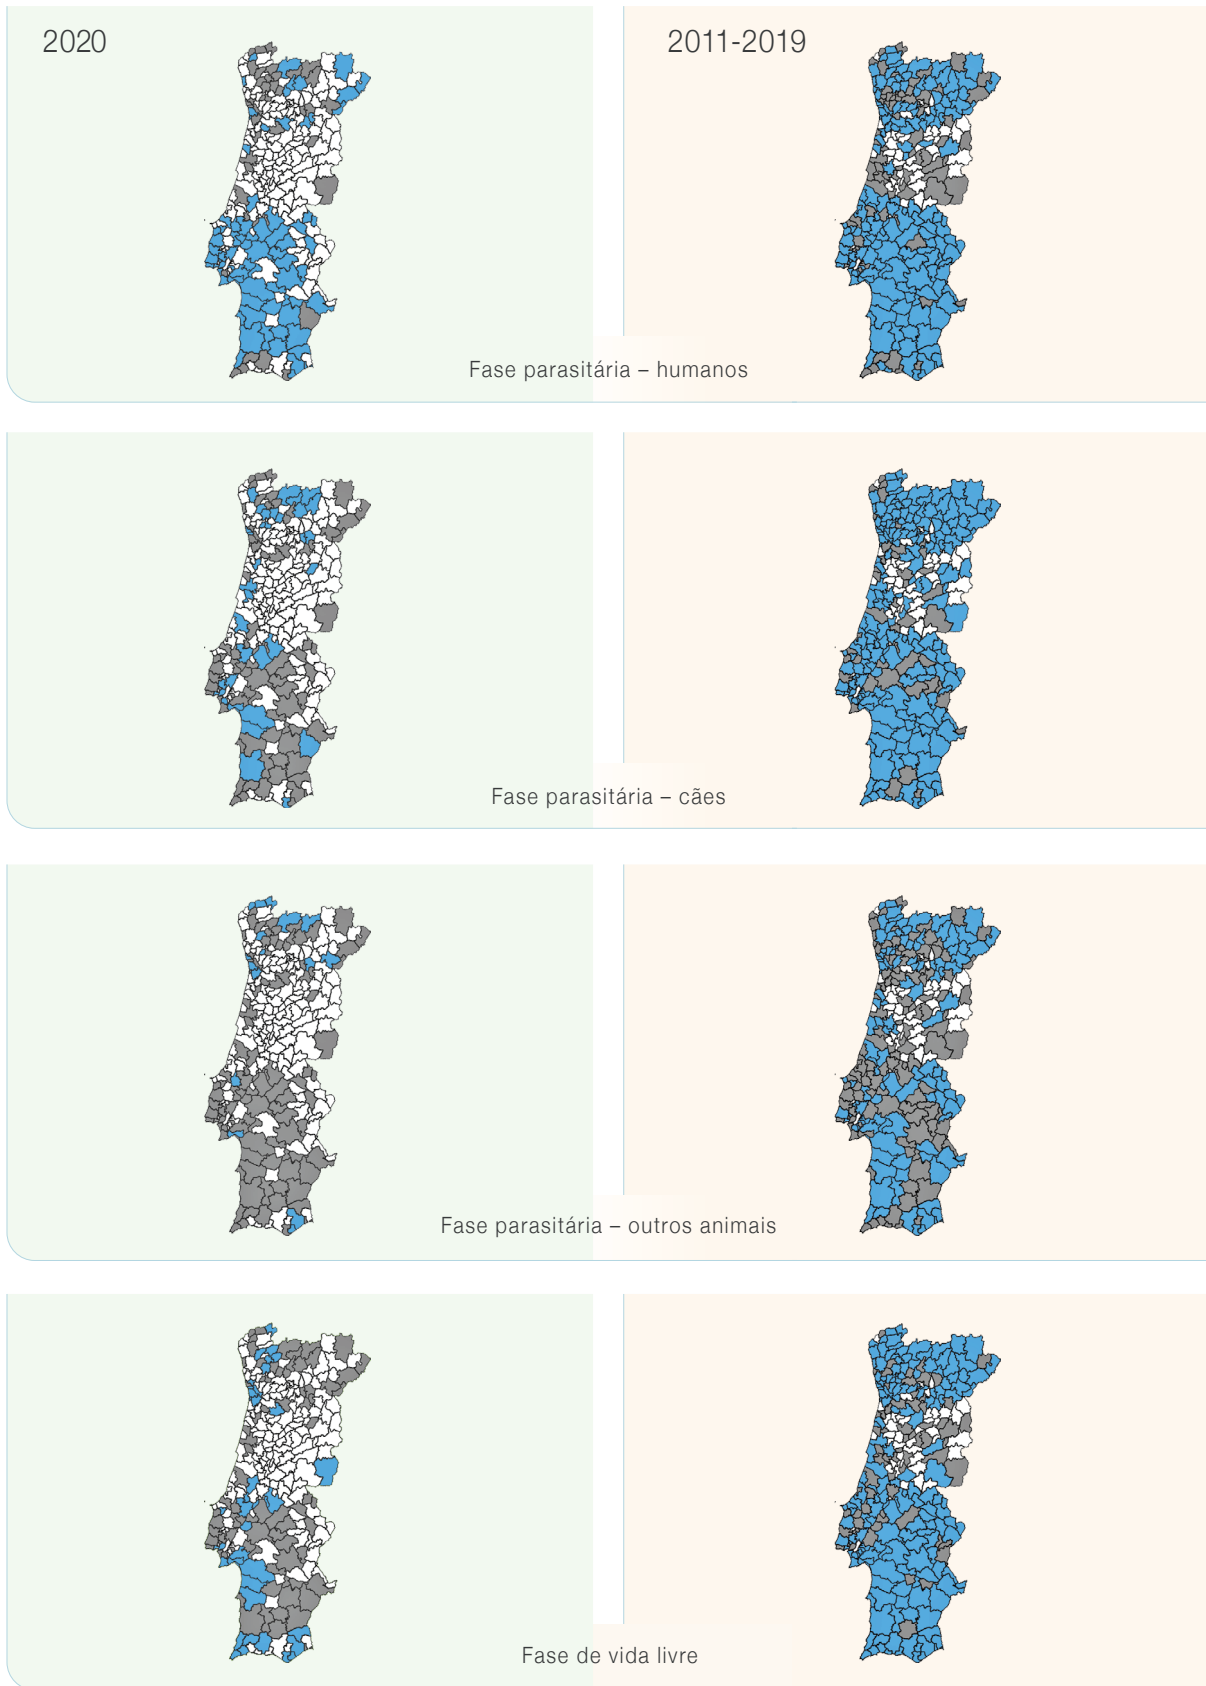 2020
2011-2019
Fase parasitária – humanos
Fase parasitária – cães
Fase parasitária – outros animais
Fase de vida livre